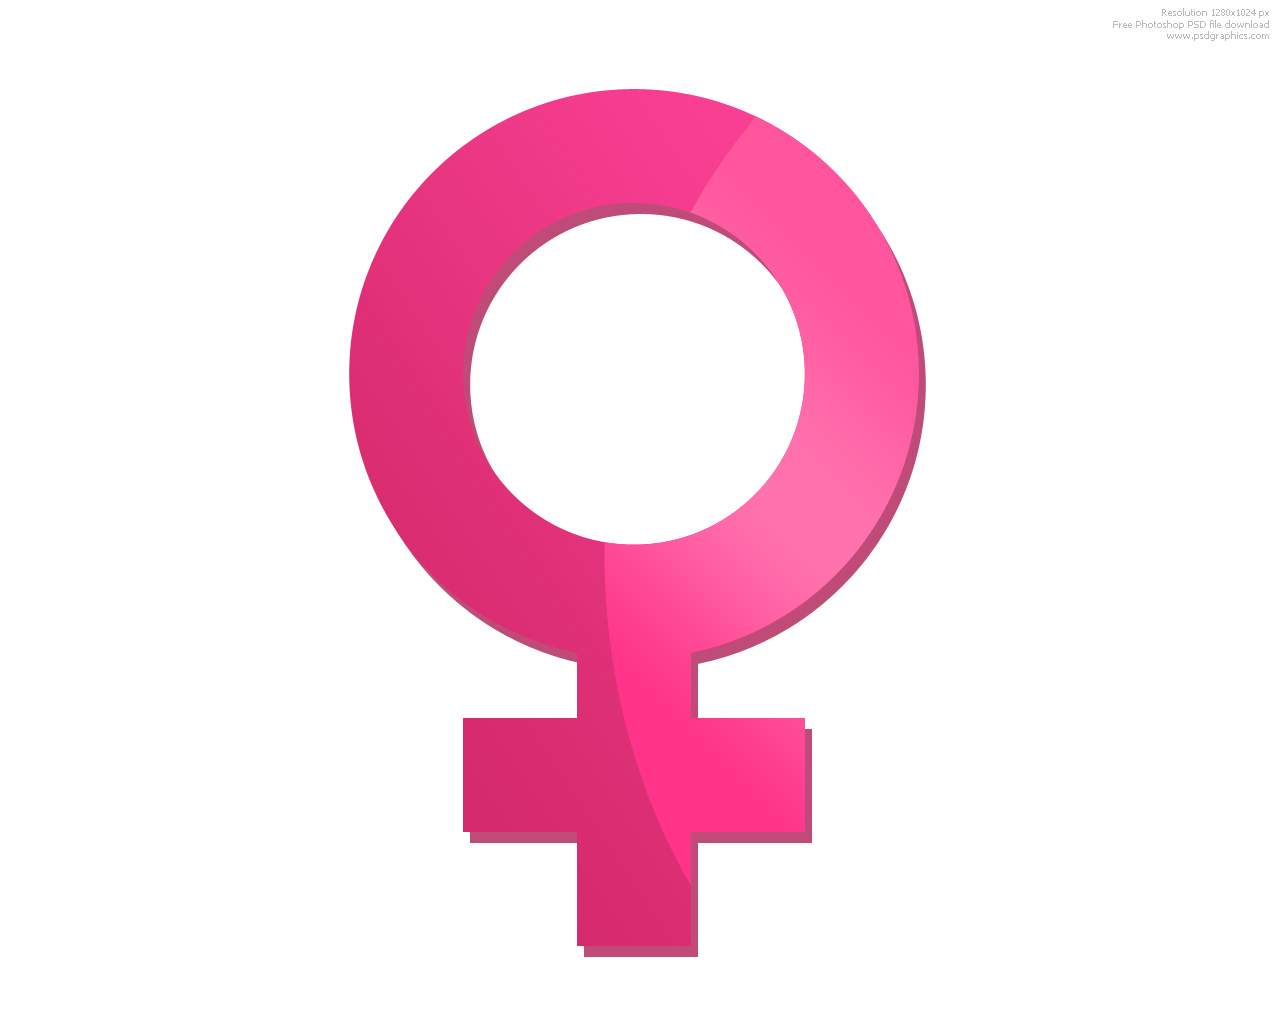 Resolution 1280x1024 px
Free Photoshop PSD file download
www.psdgraphics.com